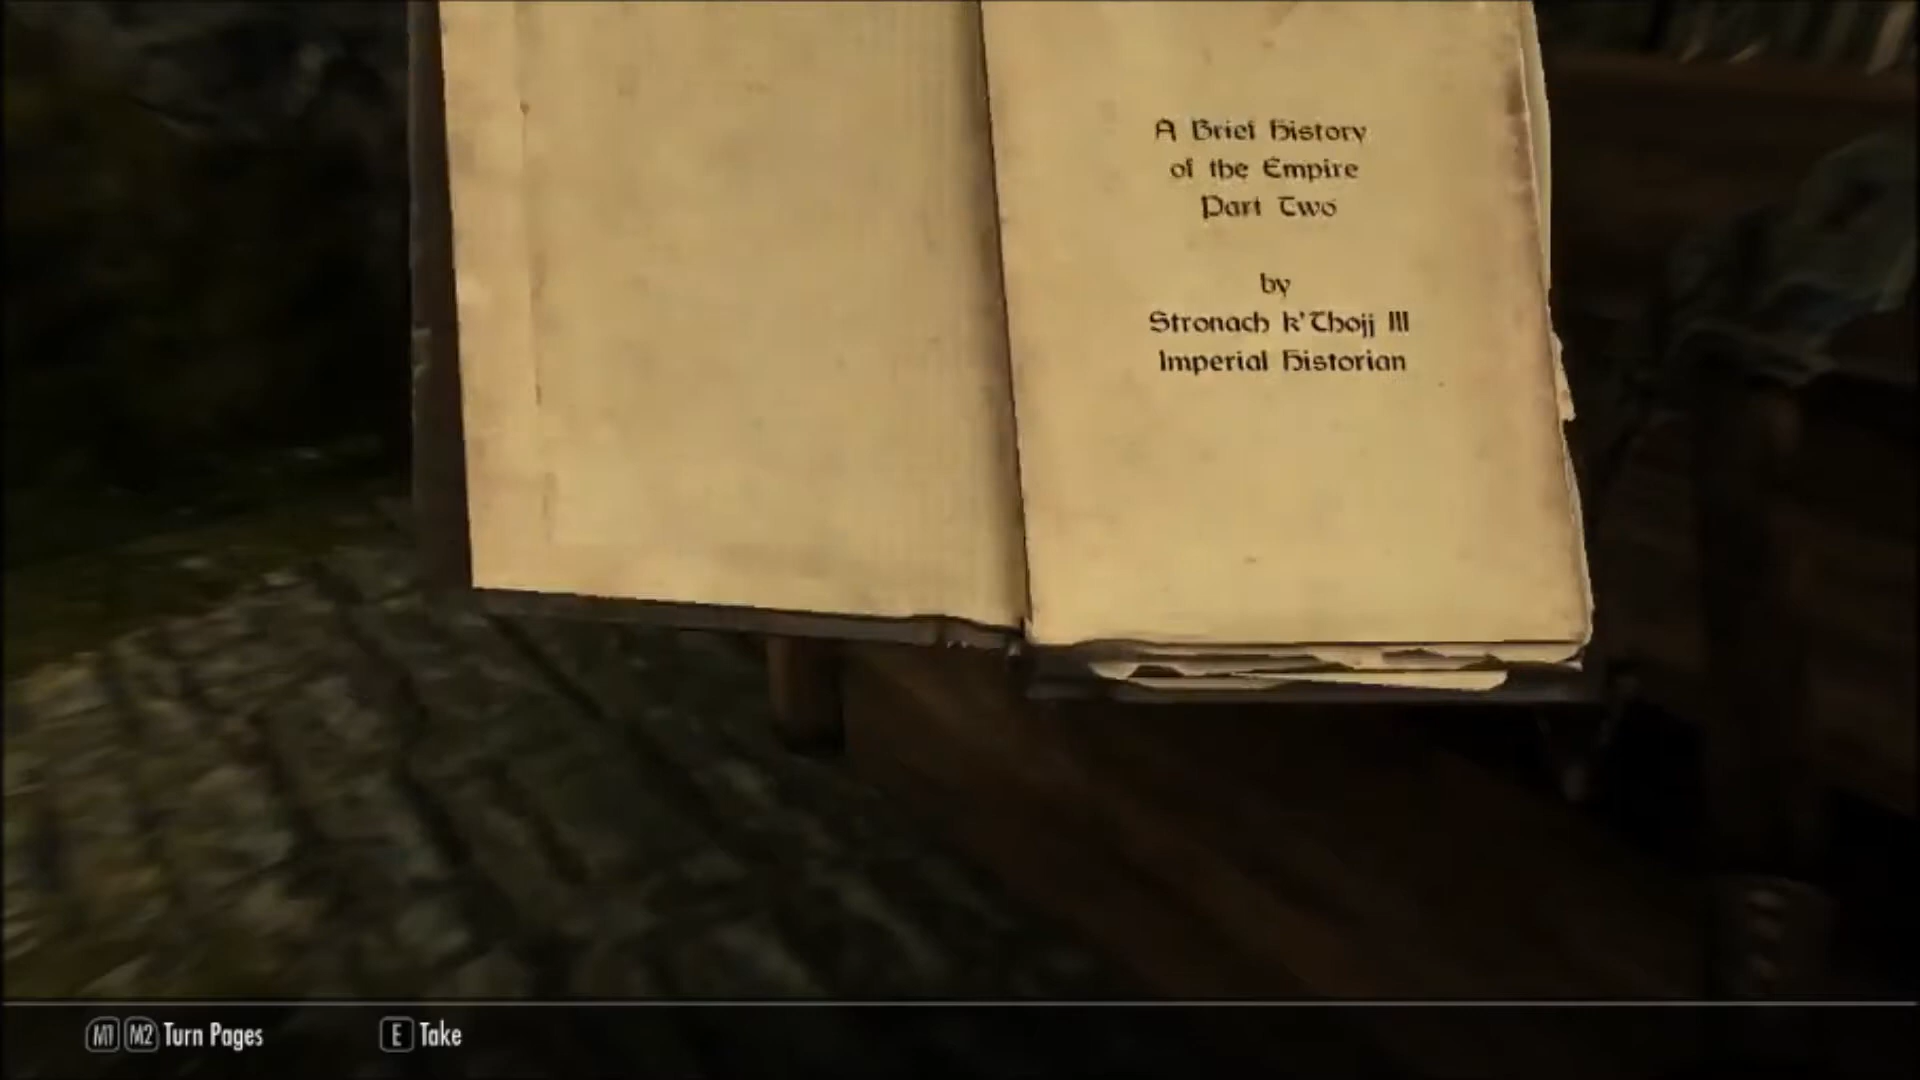 A Brief History
of the Empire
Part Two
by
Stronach k'Thojj III
Imperial Historian
M1 M2 Turn Pages
E Take